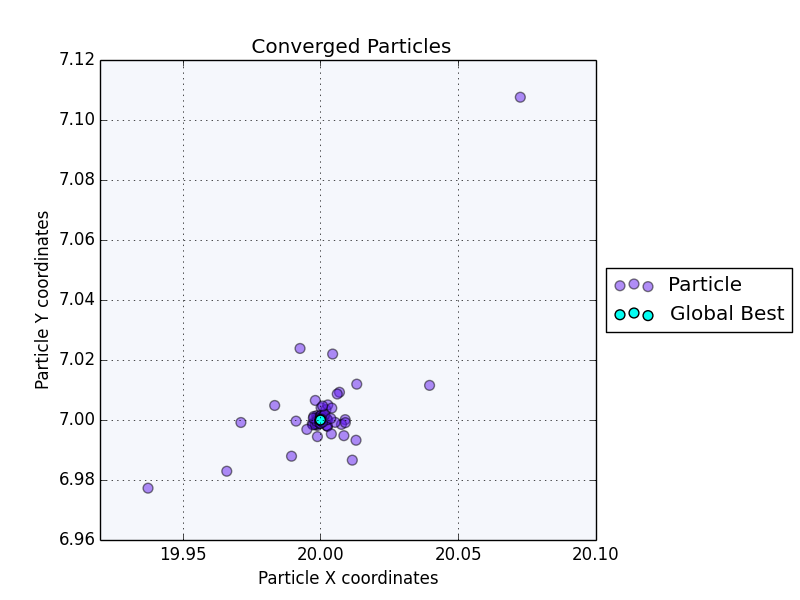 Converged Particles
7.12
7.10
7.08
7.06
7.04
7.02
7.00
6.98
6.96
Particle Y coordinates
19.95
20.00
20.05
20.10
Particle X coordinates
Particle
Global Best